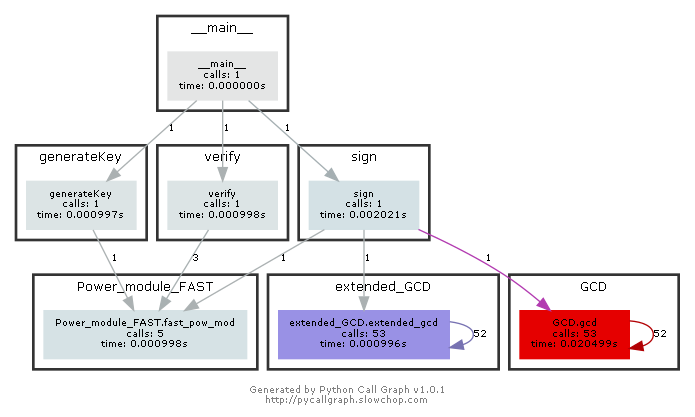 __main__
__main__
calls: 1
time: 0.000000s
1
1
1
generateKey
verify
sign
generateKey
calls: 1
time: 0.000997s
verify
calls: 1
time: 0.000998s
sign
calls: 1
time: 0.002021s
1
3
1
1
1
Power_module_FAST
extended_GCD
GCD
Power_module_FAST.fast_pow_mod
calls: 5
time: 0.000998s
extended_GCD.extended_gcd
calls: 53
time: 0.000996s
52
GCD.gcd
calls: 53
time: 0.020499s
52
Generated by Python Call Graph v1.0.1
http://pycallgraph.slowchop.com